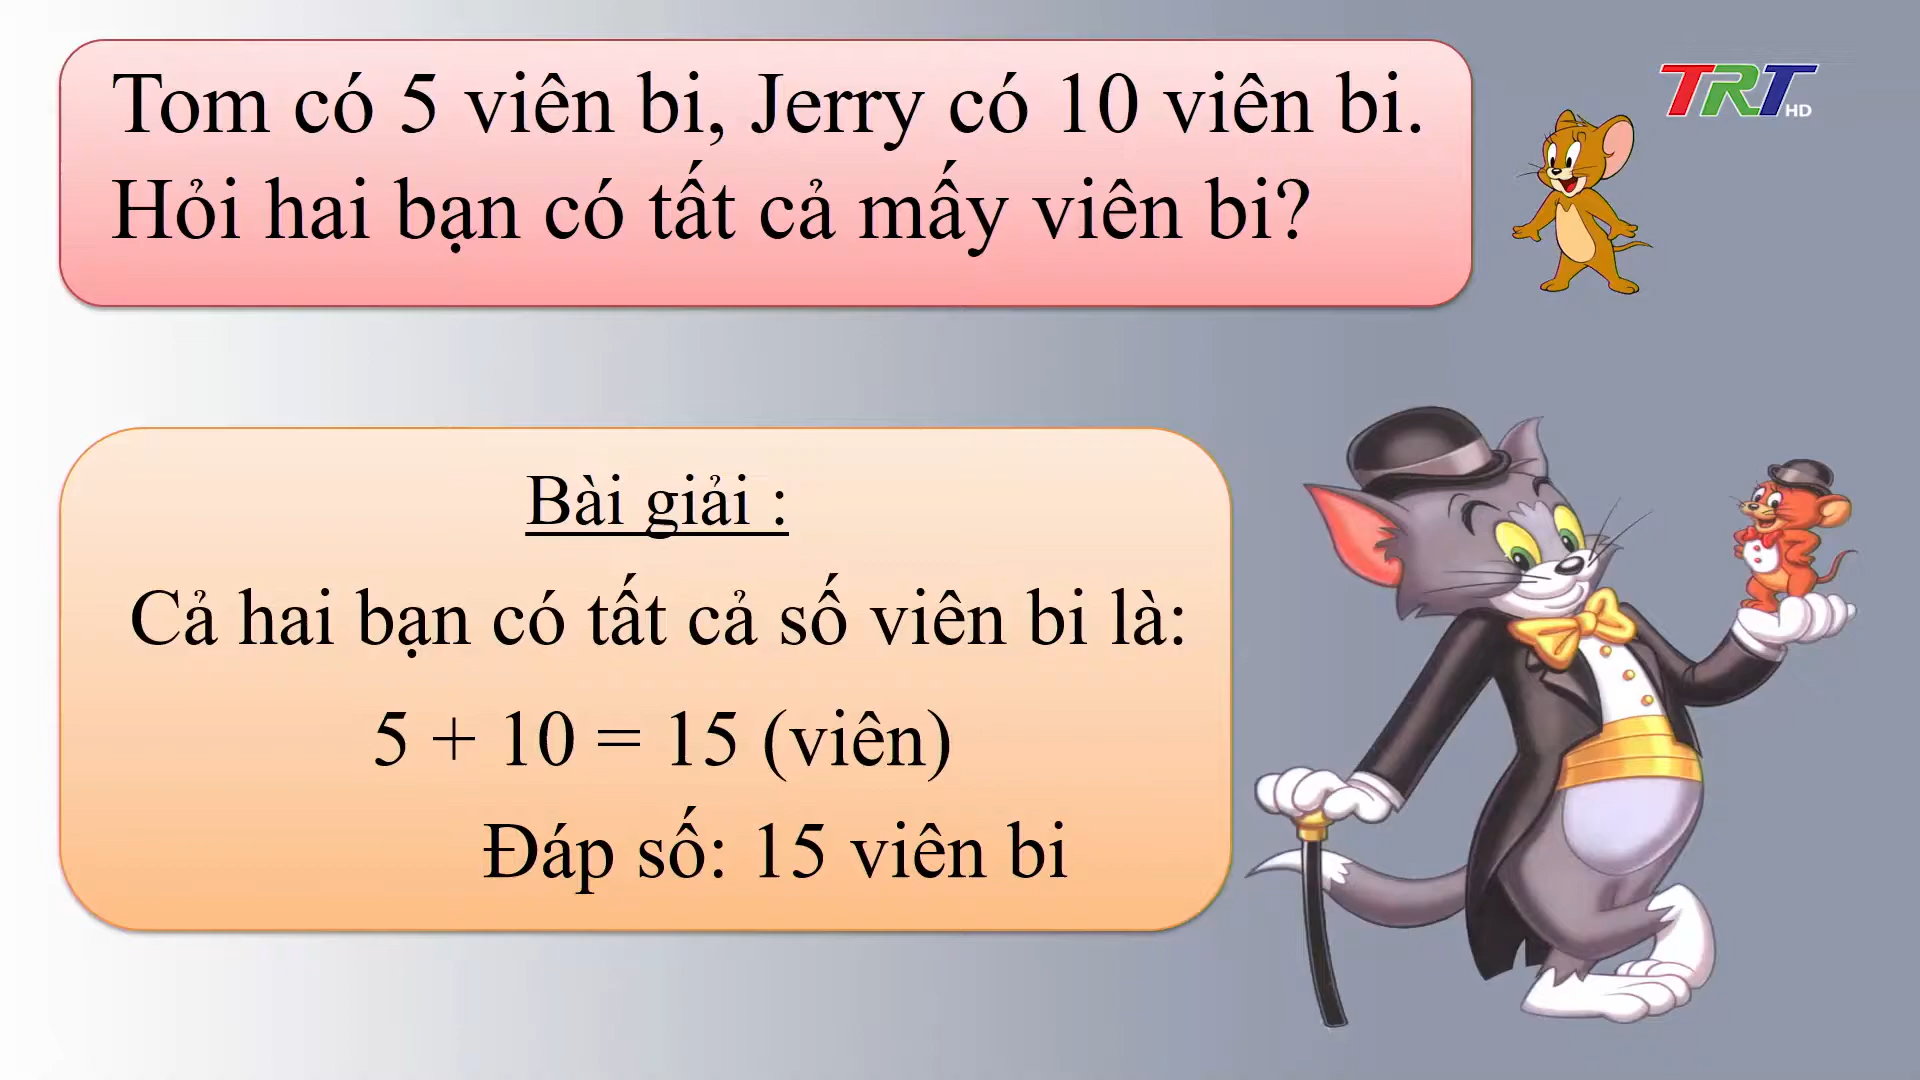 Tom có 5 viên bi, Jerry có 10 viên bi.
Hỏi hai bạn có tất cả mấy viên bi?
TRT HD
Bài giải :
Cả hai bạn có tất cả số viên bi là:
5 + 10 = 15 (viên)
Đáp số: 15 viên bi